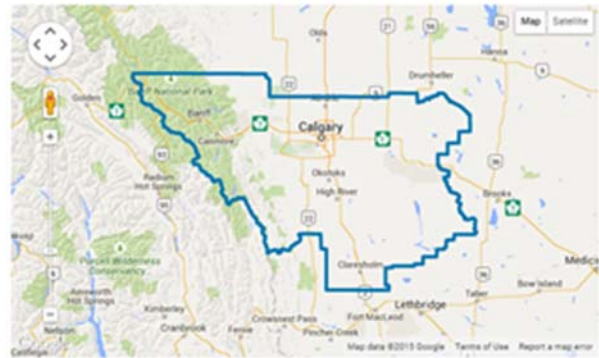 Map Satellite
Olds
Hanna
Drumheller
Golden
Banff National Park
Banff
Canmore
Calgary
Radium
Hot Springs
Okotoks
High River
Brooks
Purcell Wilderness
Conservancy
Claresholm
Medicin
Ainsworth
Hot Springs
Kimberley
Lethbridge
Taber
Bow Island
Nelson
Cranbrook
Fernie
Crowsnest Pass
Fort MacLeod
Pincher Creek
Castlegar
Map data ©2015 Google Terms of Use Report a map error